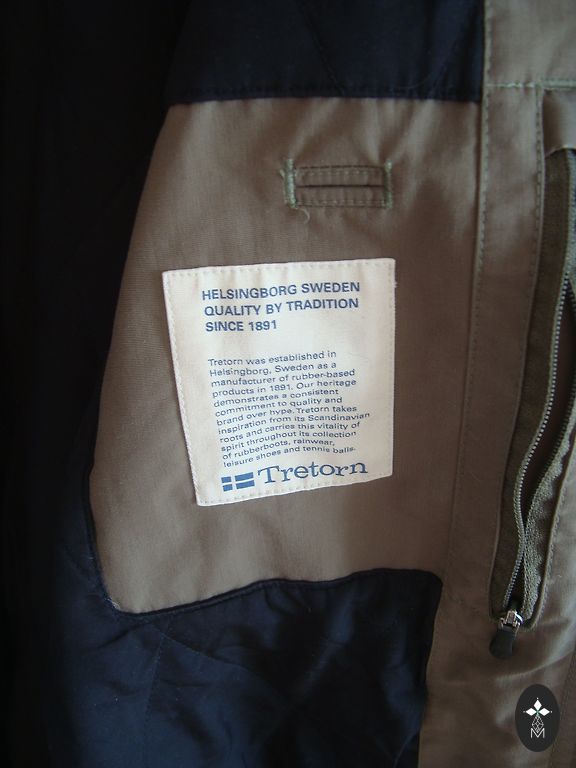 HELSINGBORG SWEDEN
QUALITY BY TRADITION
SINCE 1891
Tretorn was established in
Helsingborg, Sweden as a
manufacturer of rubber-based
products in 1891. Our heritage
demonstrates a consistent
commitment to quality and
brand over hype. Tretorn takes
inspiration from its Scandinavian
roots and carries this vitality of
spirit throughout its collection
of rubberboots, rainwear,
leisure shoes and tennis balls.
Tretorn
M